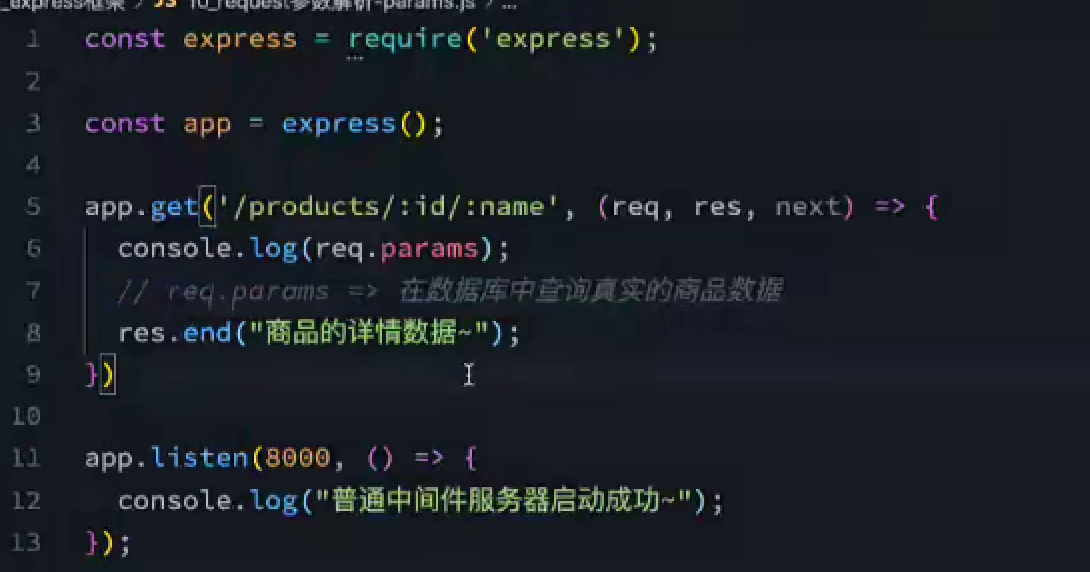 _express框架 > JS 10_request参数解析-params.js > ...
1 const express = require('express');
2
3 const app = express();
4
5 app.get('/products/:id/:name', (req, res, next) => {
6 console.log(req.params);
7 // req.params => 在数据库中查询真实的商品数据
8 res.end("商品的详情数据~");
9 })
10
11 app.listen(8000, () => {
12 console.log("普通中间件服务器启动成功~");
13 });